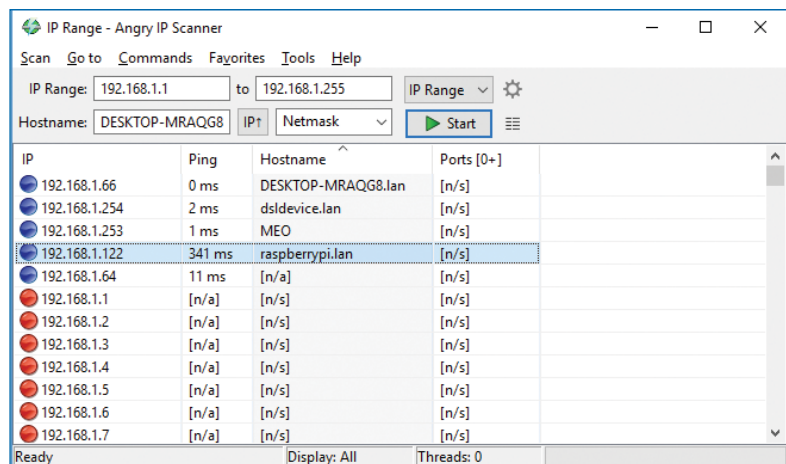 IP Range - Angry IP Scanner
Scan Go to Commands Favorites Tools Help
IP Range: 192.168.1.1 to 192.168.1.255 IP Range
Hostname: DESKTOP-MRAQG8 IP↑ Netmask Start
IP Ping Hostname Ports [0+]
192.168.1.66 0 ms DESKTOP-MRAQG8.lan [n/s]
192.168.1.254 2 ms dsldevice.lan [n/s]
192.168.1.253 1 ms MEO [n/s]
192.168.1.122 341 ms raspberrypi.lan [n/s]
192.168.1.64 11 ms [n/a] [n/s]
192.168.1.1 [n/a] [n/s] [n/s]
192.168.1.2 [n/a] [n/s] [n/s]
192.168.1.3 [n/a] [n/s] [n/s]
192.168.1.4 [n/a] [n/s] [n/s]
192.168.1.5 [n/a] [n/s] [n/s]
192.168.1.6 [n/a] [n/s] [n/s]
192.168.1.7 [n/a] [n/s] [n/s]
Ready Display: All Threads: 0